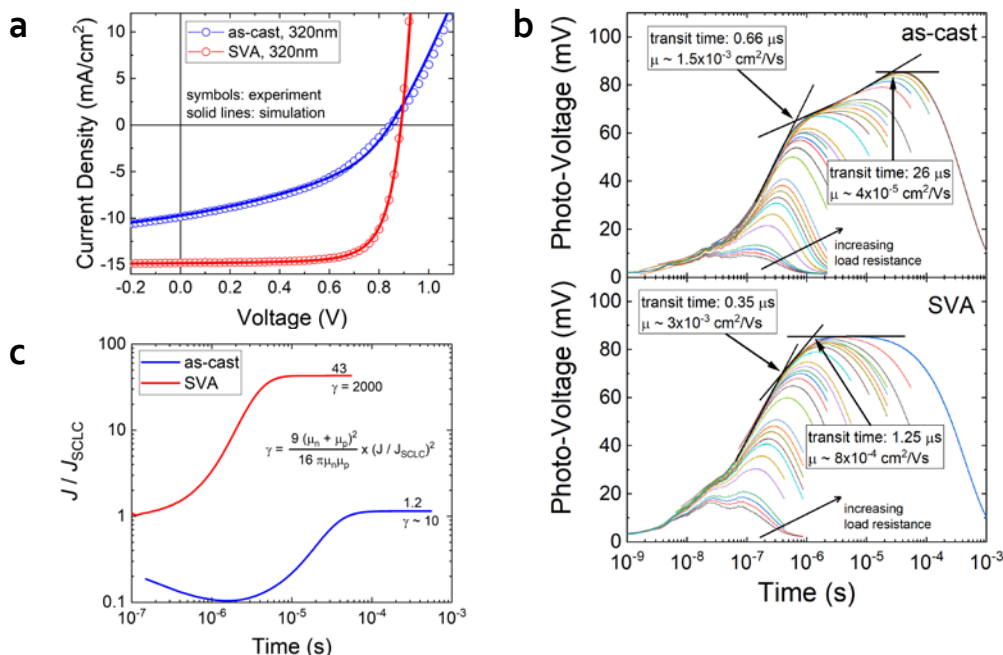 a
Current Density (mA/cm²)
10
5
0
-5
-10
-15
as-cast, 320nm
SVA, 320nm
symbols: experiment
solid lines: simulation
-0.2 0.0 0.2 0.4 0.6 0.8 1.0
Voltage (V)
b
Photo-Voltage (mV)
100
80
60
40
20
0
as-cast
transit time: 0.66 µs
µ ~ 1.5x10⁻³ cm²/Vs
transit time: 26 µs
µ ~ 4x10⁻⁵ cm²/Vs
increasing
load resistance
Photo-Voltage (mV)
100
80
60
40
20
0
SVA
transit time: 0.35 µs
µ ~ 3x10⁻³ cm²/Vs
transit time: 1.25 µs
µ ~ 8x10⁻⁴ cm²/Vs
increasing
load resistance
10⁻⁹ 10⁻⁸ 10⁻⁷ 10⁻⁶ 10⁻⁵ 10⁻⁴ 10⁻³
Time (s)
c
J / J_SCLC
100
10
1
0.1
as-cast
SVA
43
γ = 2000
γ = 9 (µₙ + µₚ)² / 16 πµₙµₚ x (J / J_SCLC)²
1.2
γ ~ 10
10⁻⁷ 10⁻⁶ 10⁻⁵ 10⁻⁴ 10⁻³
Time (s)